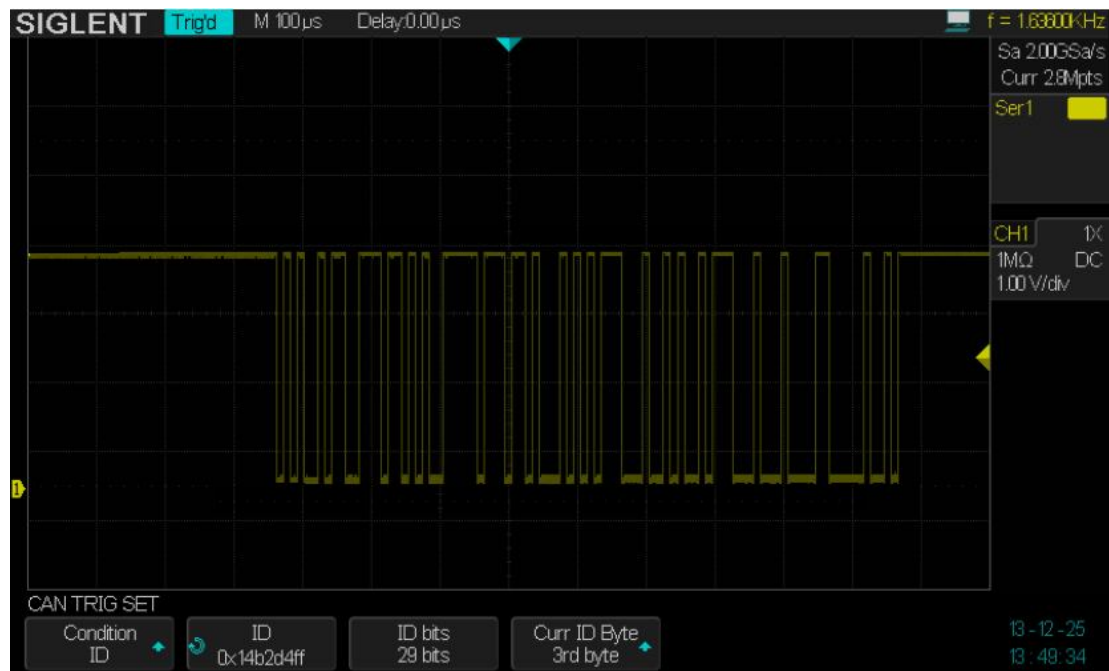 SIGLENT Trig'd M 100µs Delay:0.00µs f = 1.63600KHz
Sa 2.00GSa/s
Curr 2.8Mpts
Ser1
CH1 1X
1MΩ DC
1.00 V/div
1
CAN TRIG SET
Condition ID ID bits Curr ID Byte
ID 0x14b2d4ff 29 bits 3rd byte
13-12-25
13:49:34